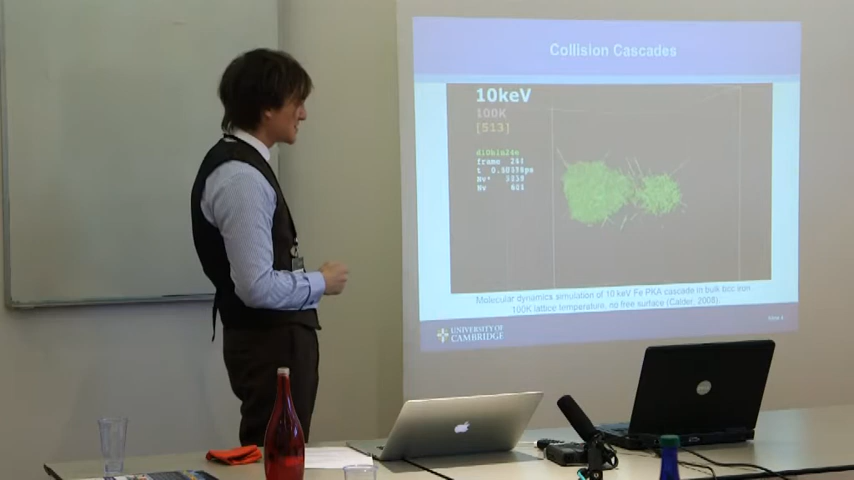 Collision Cascades
10keV
100K
[513]
Molecular dynamics simulation of 10 keV Fe PKA cascade in bulk bcc iron
100K lattice temperature, no free surface (Calder, 2008).
UNIVERSITY OF
CAMBRIDGE